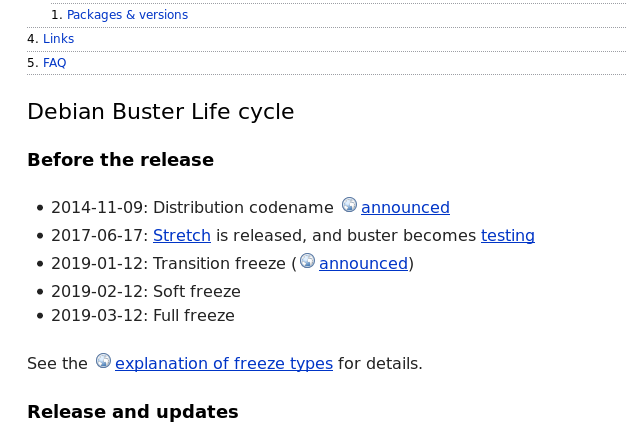 1. Packages & versions
4. Links
5. FAQ
Debian Buster Life cycle
Before the release
• 2014-11-09: Distribution codename announced
• 2017-06-17: Stretch is released, and buster becomes testing
• 2019-01-12: Transition freeze (announced)
• 2019-02-12: Soft freeze
• 2019-03-12: Full freeze
See the explanation of freeze types for details.
Release and updates